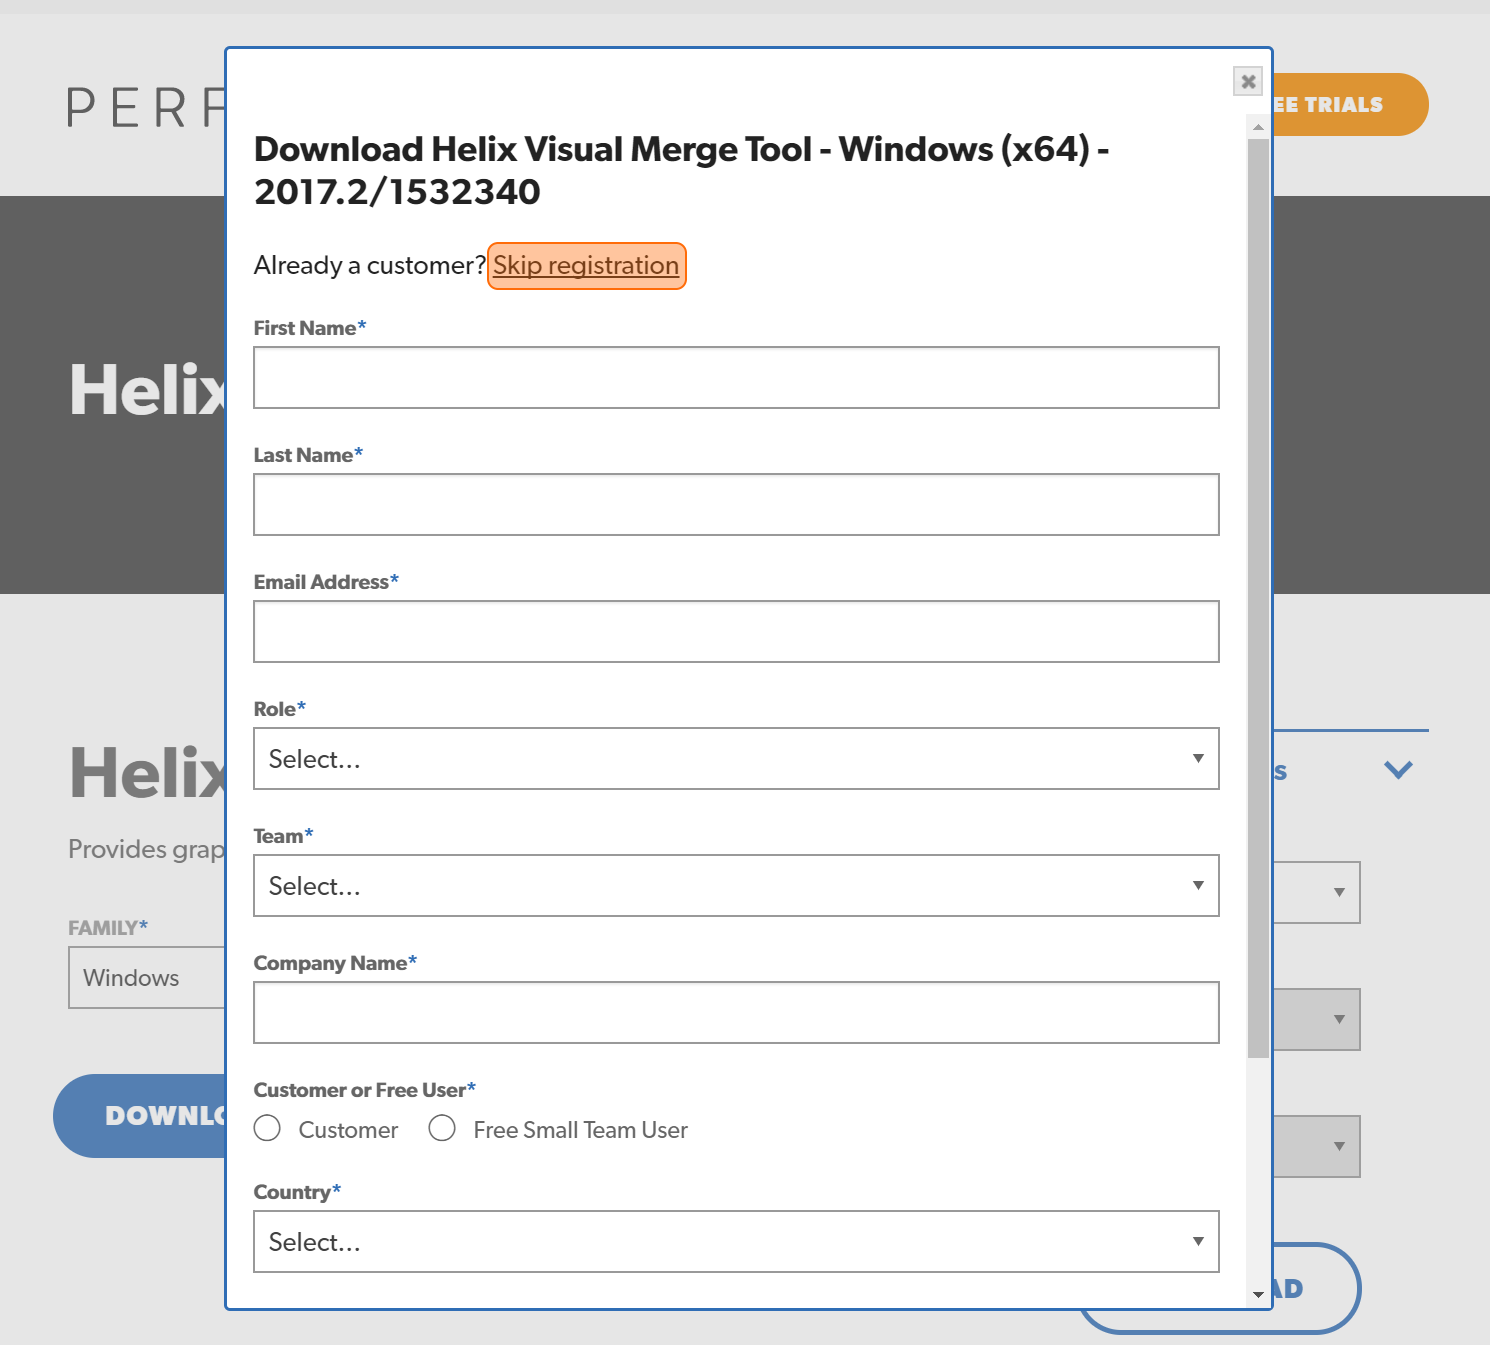 PERF
EE TRIALS
Download Helix Visual Merge Tool - Windows (x64) -
2017.2/1532340
Already a customer? Skip registration
First Name*
Last Name*
Email Address*
Role*
Select...
Team*
Select...
Company Name*
Customer or Free User*
Customer
Free Small Team User
Country*
Select...
Helix
Helix
Provides grap
FAMILY*
Windows
DOWNLO
s
AD